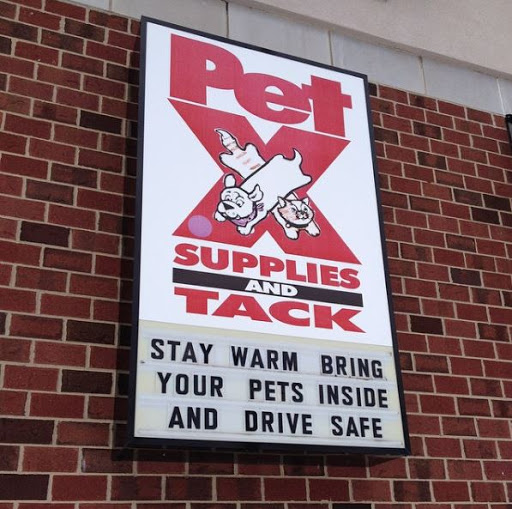 Pet
X
SUPPLIES
AND
TACK
STAY WARM BRING
YOUR PETS INSIDE
AND DRIVE SAFE